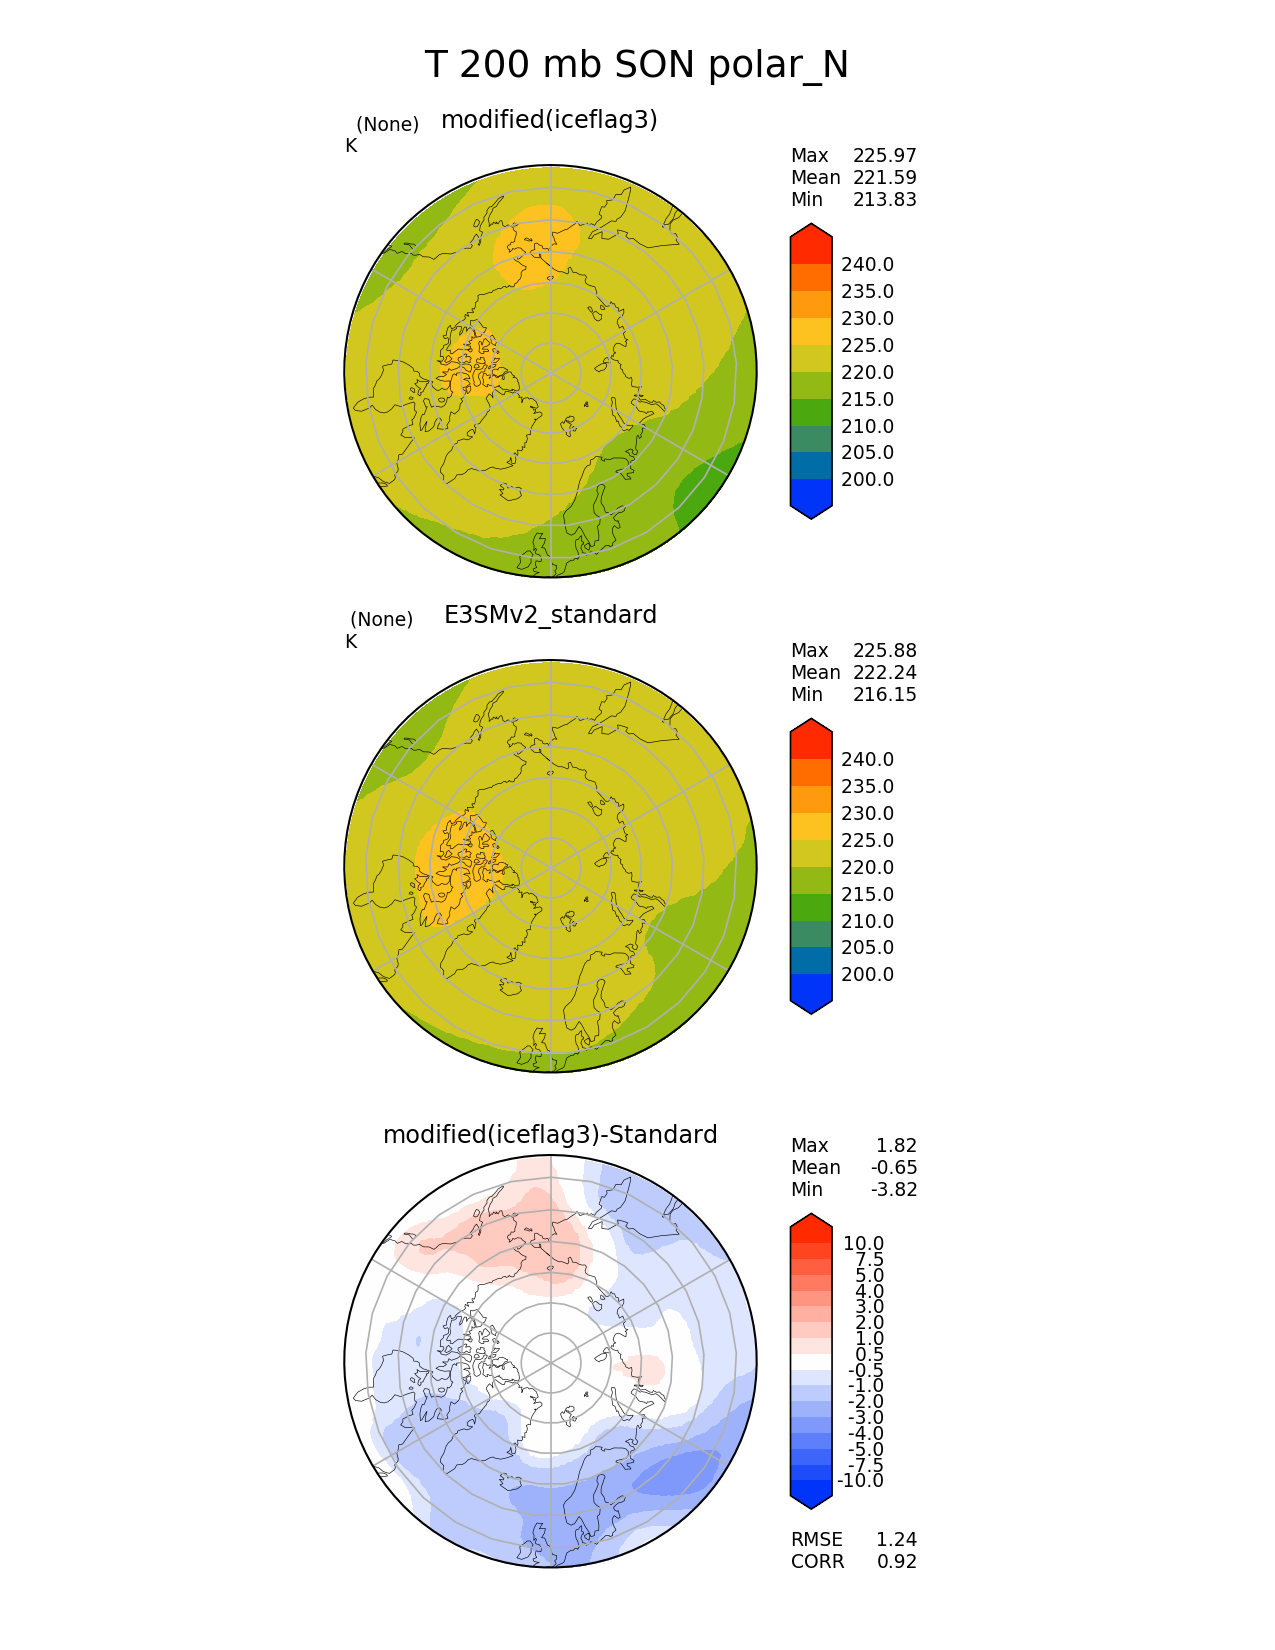 T 200 mb SON polar_N
(None) modified(iceflag3)
K
Max 225.97
Mean 221.59
Min 213.83
240.0
235.0
230.0
225.0
220.0
215.0
210.0
205.0
200.0
(None) E3SMv2_standard
K
Max 225.88
Mean 222.24
Min 216.15
240.0
235.0
230.0
225.0
220.0
215.0
210.0
205.0
200.0
modified(iceflag3)-Standard
Max 1.82
Mean -0.65
Min -3.82
10.0
7.5
5.0
4.0
3.0
2.0
1.0
0.5
-0.5
-1.0
-2.0
-3.0
-4.0
-5.0
-7.5
-10.0
RMSE 1.24
CORR 0.92